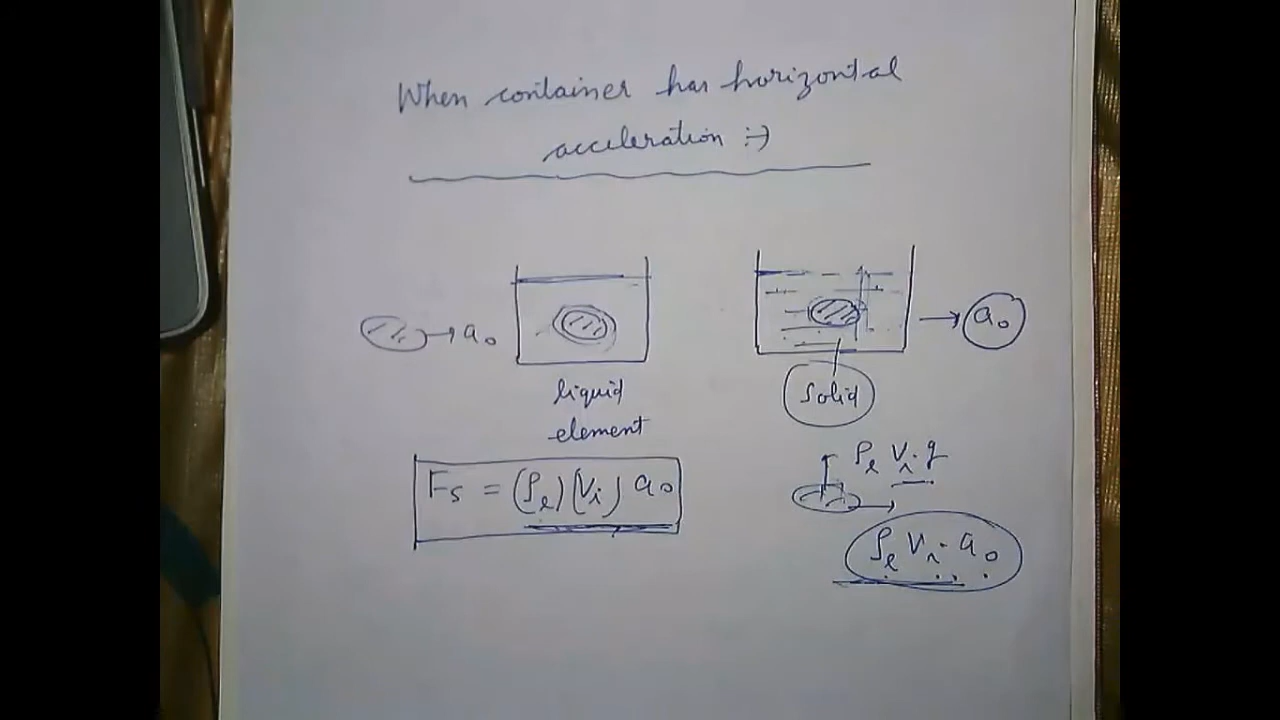 When container has horizontal
acceleration :-)
a₀
a₀
liquid
element
Solid
Fs = (ρℓ)(Vi) a₀
ρℓ Vi·g
ρℓ Vi·a₀